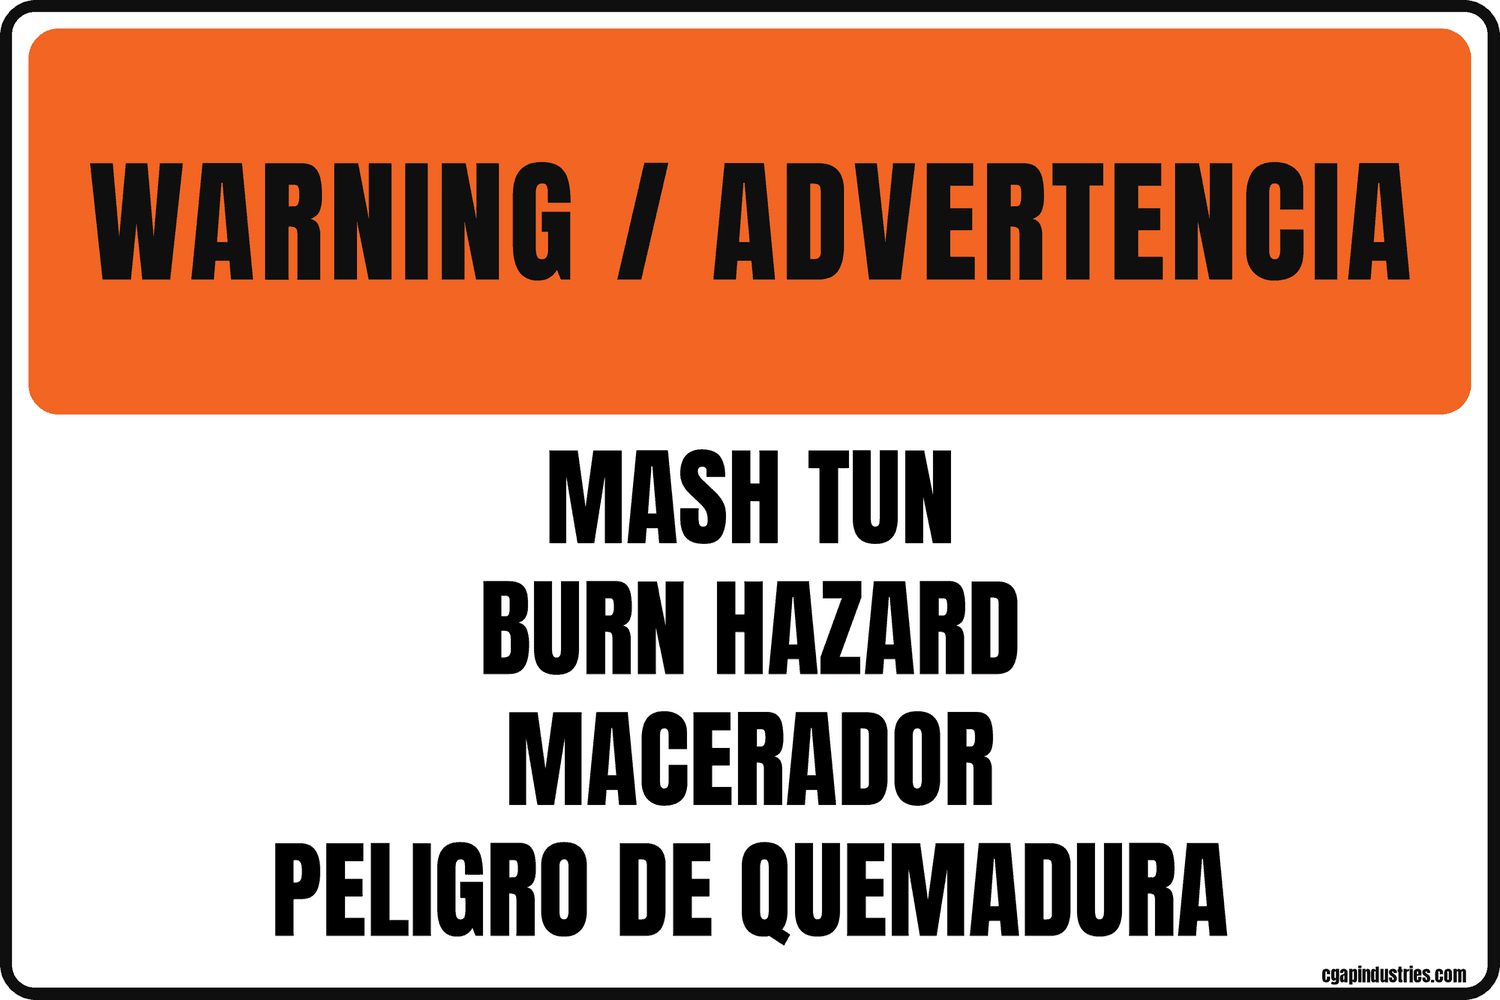 WARNING / ADVERTENCIA
MASH TUN
BURN HAZARD
MACERADOR
PELIGRO DE QUEMADURA
cgapindustries.com